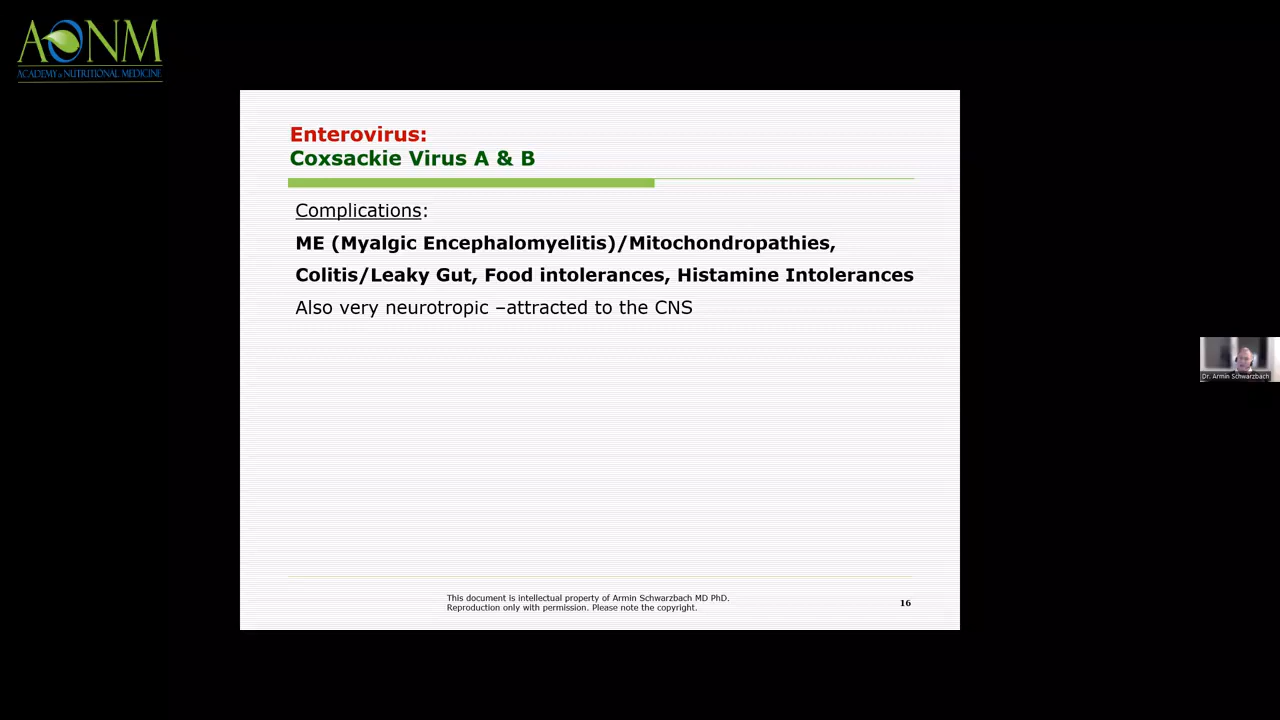 AONM
ACADEMY of NUTRITIONAL MEDICINE
Enterovirus:
Coxsackie Virus A & B
Complications:
ME (Myalgic Encephalomyelitis)/Mitochondropathies,
Colitis/Leaky Gut, Food intolerances, Histamine Intolerances
Also very neurotropic –attracted to the CNS
Dr. Armin Schwarzbach
This document is intellectual property of Armin Schwarzbach MD PhD.
Reproduction only with permission. Please note the copyright.
16